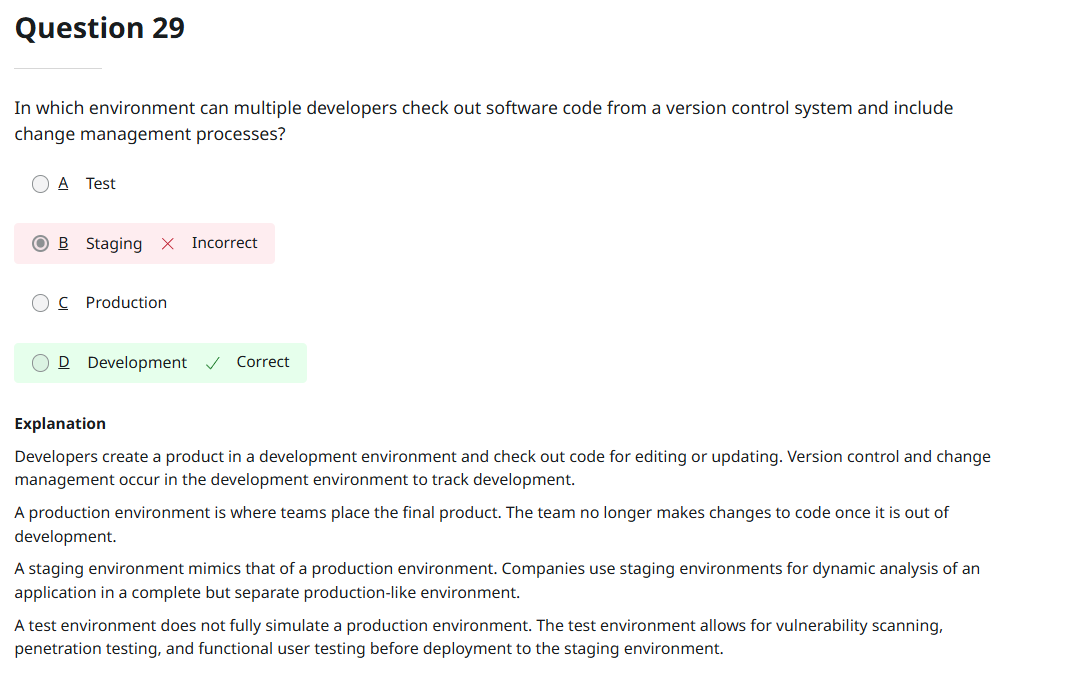 Question 29
In which environment can multiple developers check out software code from a version control system and include
change management processes?
A Test
B Staging Incorrect
C Production
D Development Correct
Explanation
Developers create a product in a development environment and check out code for editing or updating. Version control and change
management occur in the development environment to track development.
A production environment is where teams place the final product. The team no longer makes changes to code once it is out of
development.
A staging environment mimics that of a production environment. Companies use staging environments for dynamic analysis of an
application in a complete but separate production-like environment.
A test environment does not fully simulate a production environment. The test environment allows for vulnerability scanning,
penetration testing, and functional user testing before deployment to the staging environment.